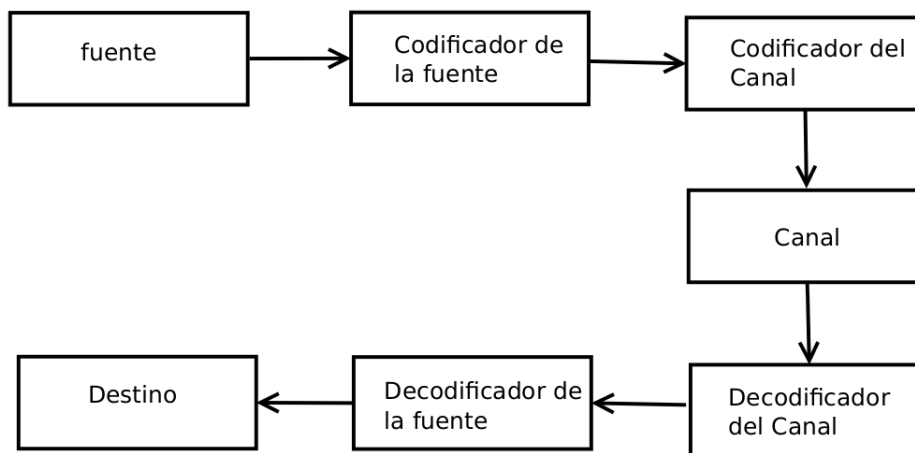 fuente
Codificador de
la fuente
Codificador del
Canal
Canal
Decodificador
del Canal
Decodificador de
la fuente
Destino